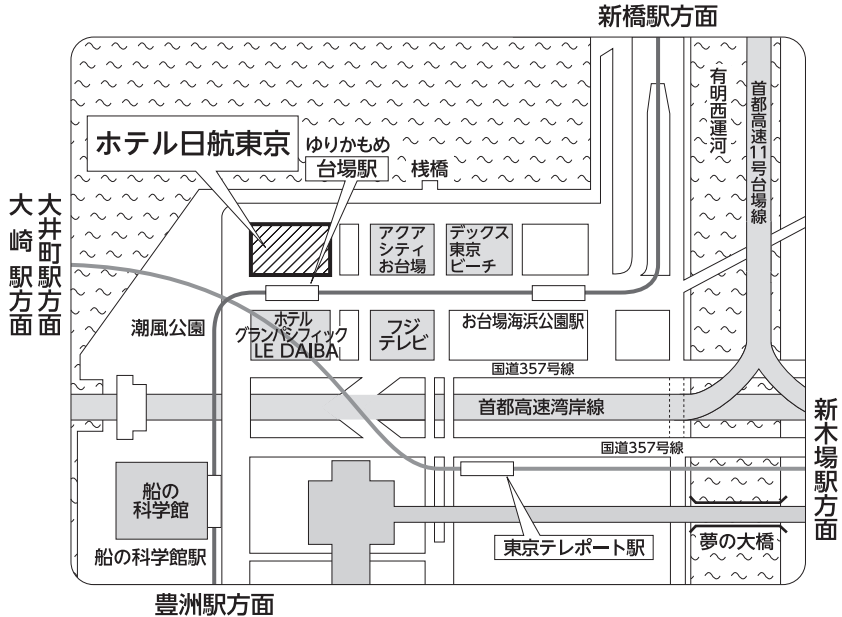 新橋駅方面
有明西運河
首都高速11号台場線
ホテル日航東京
ゆりかもめ
台場駅
桟橋
大井町駅方面
大崎駅方面
アクア
シティ
お台場
デックス
東京
ビーチ
潮風公園
ホテル
グランパシフィック
LE DAIBA
フジ
テレビ
お台場海浜公園駅
国道357号線
首都高速湾岸線
国道357号線
新木場駅方面
船の
科学館
船の科学館駅
東京テレポート駅
夢の大橋
豊洲駅方面